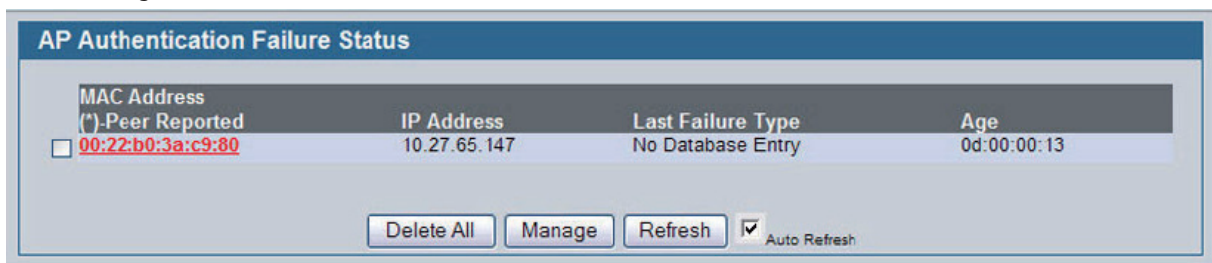 AP Authentication Failure Status
MAC Address
(*)-Peer Reported IP Address Last Failure Type Age
00:22:b0:3a:c9:80 10.27.65.147 No Database Entry 0d:00:00:13
Delete All Manage Refresh Auto Refresh